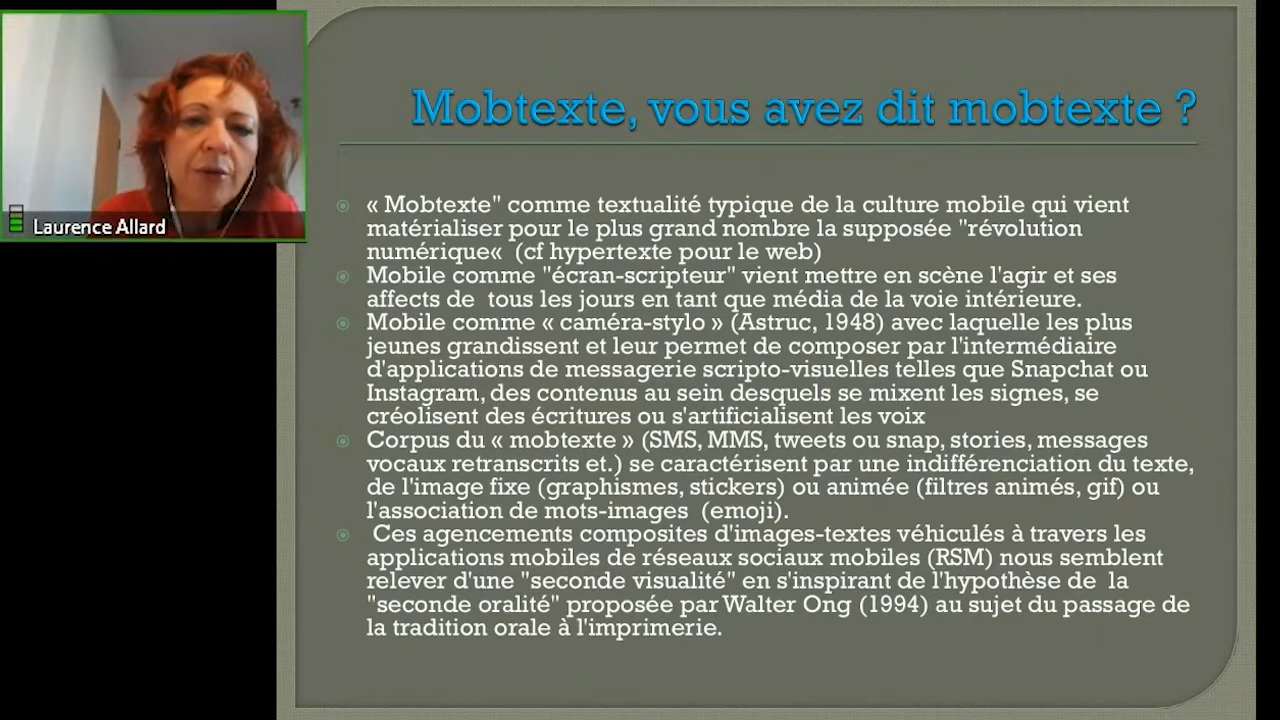 Mobtexte, vous avez dit mobtexte ?
Laurence Allard
« Mobtexte" comme textualité typique de la culture mobile qui vient
matérialiser pour le plus grand nombre la supposée "révolution
numérique« (cf hypertexte pour le web)
Mobile comme "écran-scripteur" vient mettre en scène l'agir et ses
affects de tous les jours en tant que média de la voie intérieure.
Mobile comme « caméra-stylo » (Astruc, 1948) avec laquelle les plus
jeunes grandissent et leur permet de composer par l'intermédiaire
d'applications de messagerie scripto-visuelles telles que Snapchat ou
Instagram, des contenus au sein desquels se mixent les signes, se
créolisent des écritures ou s'artificialisent les voix
Corpus du « mobtexte » (SMS, MMS, tweets ou snap, stories, messages
vocaux retranscrits et.) se caractérisent par une indifférenciation du texte,
de l'image fixe (graphismes, stickers) ou animée (filtres animés, gif) ou
l'association de mots-images (emoji).
Ces agencements composites d'images-textes véhiculés à travers les
applications mobiles de réseaux sociaux mobiles (RSM) nous semblent
relever d'une "seconde visualité" en s'inspirant de l'hypothèse de la
"seconde oralité" proposée par Walter Ong (1994) au sujet du passage de
la tradition orale à l'imprimerie.